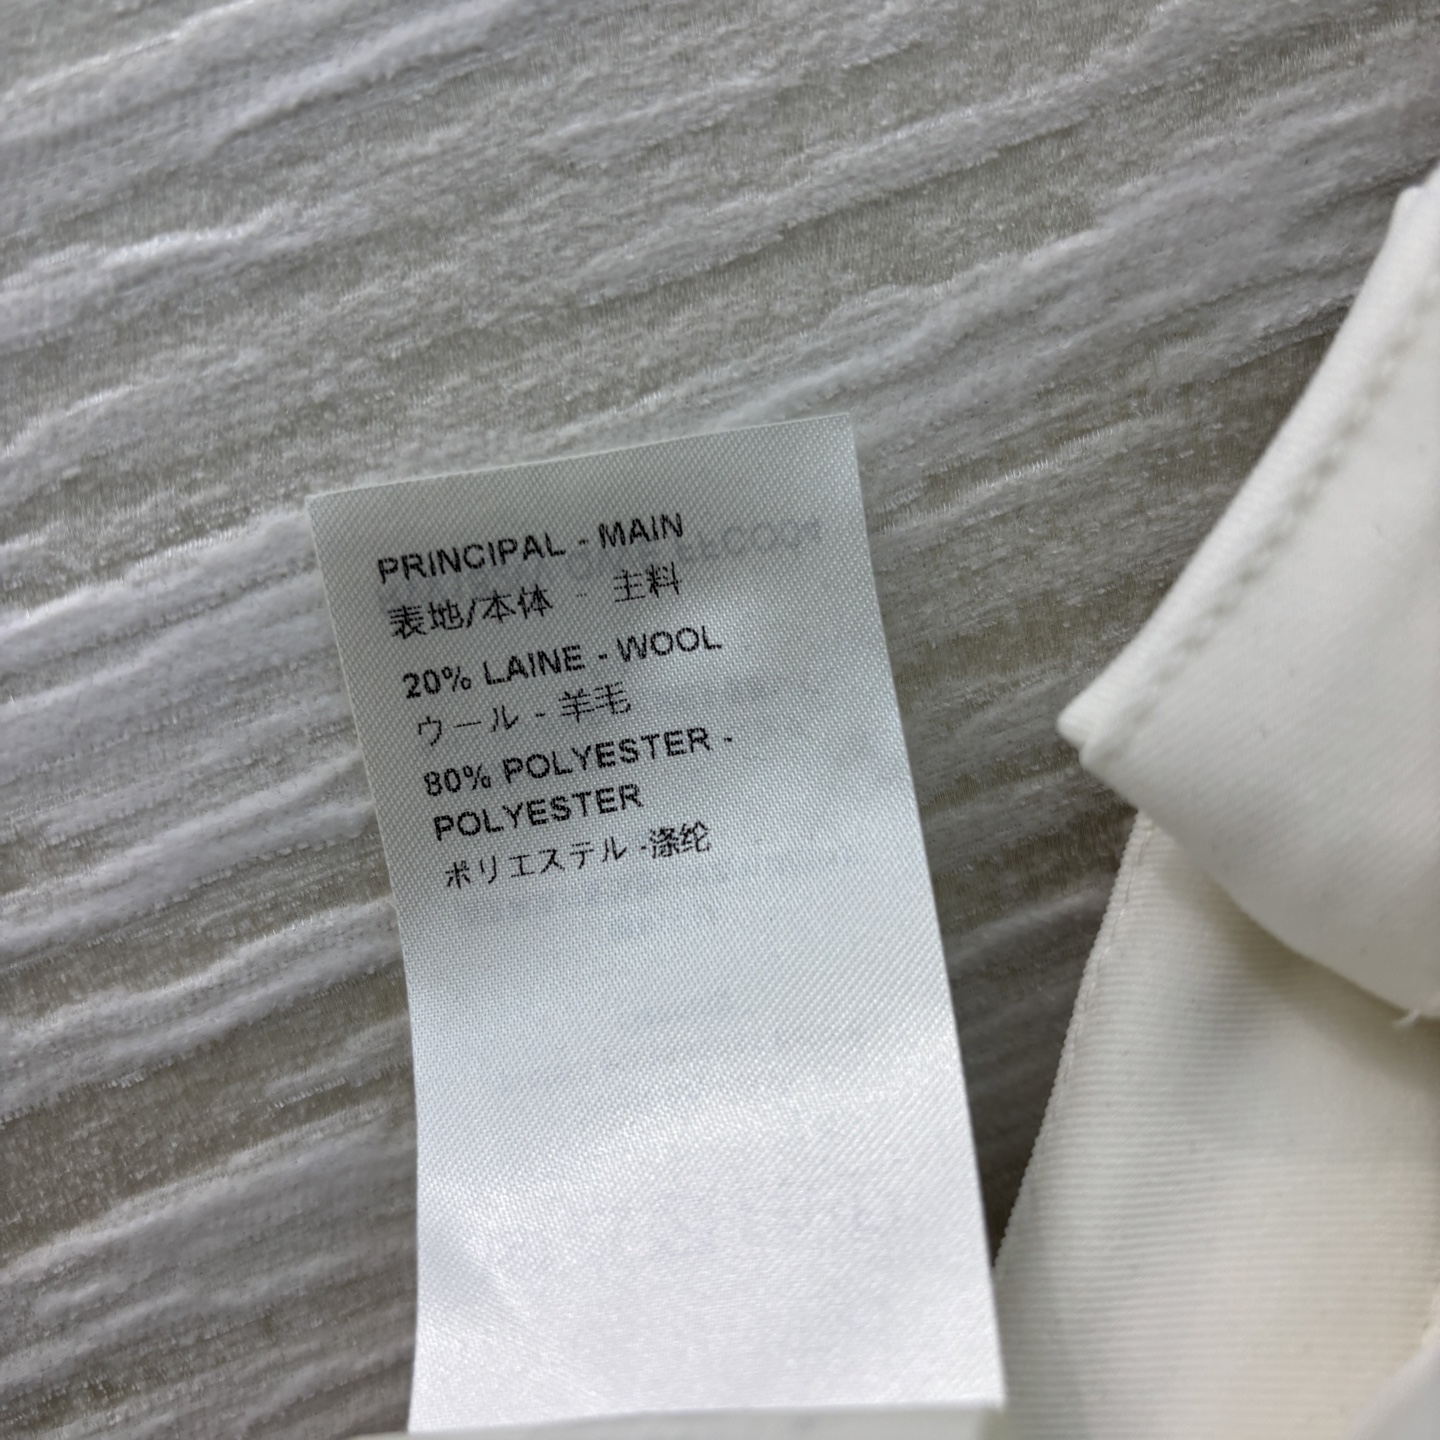 PRINCIPAL - MAIN
表地/本体 - 主料
20% LAINE - WOOL
ウール - 羊毛
80% POLYESTER -
POLYESTER
ポリエステル -涤纶